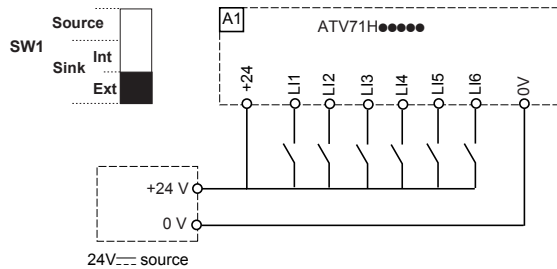 SW1
Source
Sink
Int
Ext
A1
ATV71H●●●●●
+24
LI1
LI2
LI3
LI4
LI5
LI6
0V
+24 V
0 V
24V⎓ source